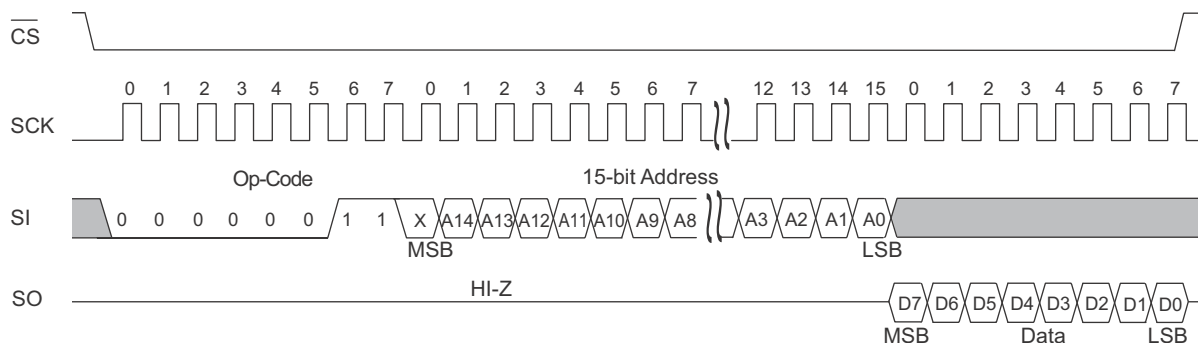 CS
0 1 2 3 4 5 6 7 0 1 2 3 4 5 6 7 12 13 14 15 0 1 2 3 4 5 6 7
SCK
Op-Code 15-bit Address
SI 0 0 0 0 0 0 1 1 X A14 A13 A12 A11 A10 A9 A8 A3 A2 A1 A0
MSB LSB
HI-Z
SO D7 D6 D5 D4 D3 D2 D1 D0
MSB Data LSB